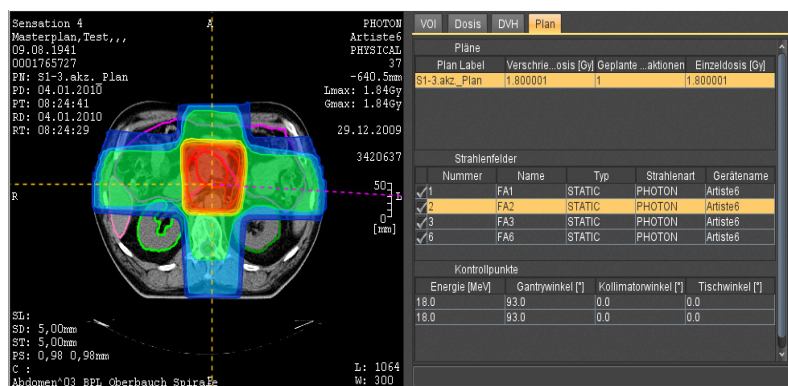 Sensation 4
Masterplan,Test,,,
09.08.1941
0001765727
PN: S1-3.akz._Plan
PD: 04.01.2010
PT: 08:24:41
RD: 04.01.2010
RT: 08:24:29
A
PHOTON
Artiste6
PHYSICAL
37
-640.5mm
Lmax: 1.84Gy
Gmax: 1.84Gy
29.12.2009
3420637
R
50
L
0
[mm]
SL:
SD: 5,00mm
ST: 5.00mm
PS: 0,98 0,98mm
C :
Abdomen^03_BPL_Oberbauch Spirale
L: 1064
W: 300
VOI Dosis DVH Plan
Pläne
Plan Label Verschrie...osis [Gy] Geplante ...aktionen Einzeldosis [Gy]
S1-3.akz._Plan 1.800001 1 1.800001
Strahlenfelder
Nummer Name Typ Strahlenart Gerätename
1 FA1 STATIC PHOTON Artiste6
2 FA2 STATIC PHOTON Artiste6
3 FA3 STATIC PHOTON Artiste6
6 FA6 STATIC PHOTON Artiste6
Kontrollpunkte
Energie [MeV] Gantrywinkel [°] Kollimatorwinkel [°] Tischwinkel [°]
18.0 93.0 0.0 0.0
18.0 93.0 0.0 0.0